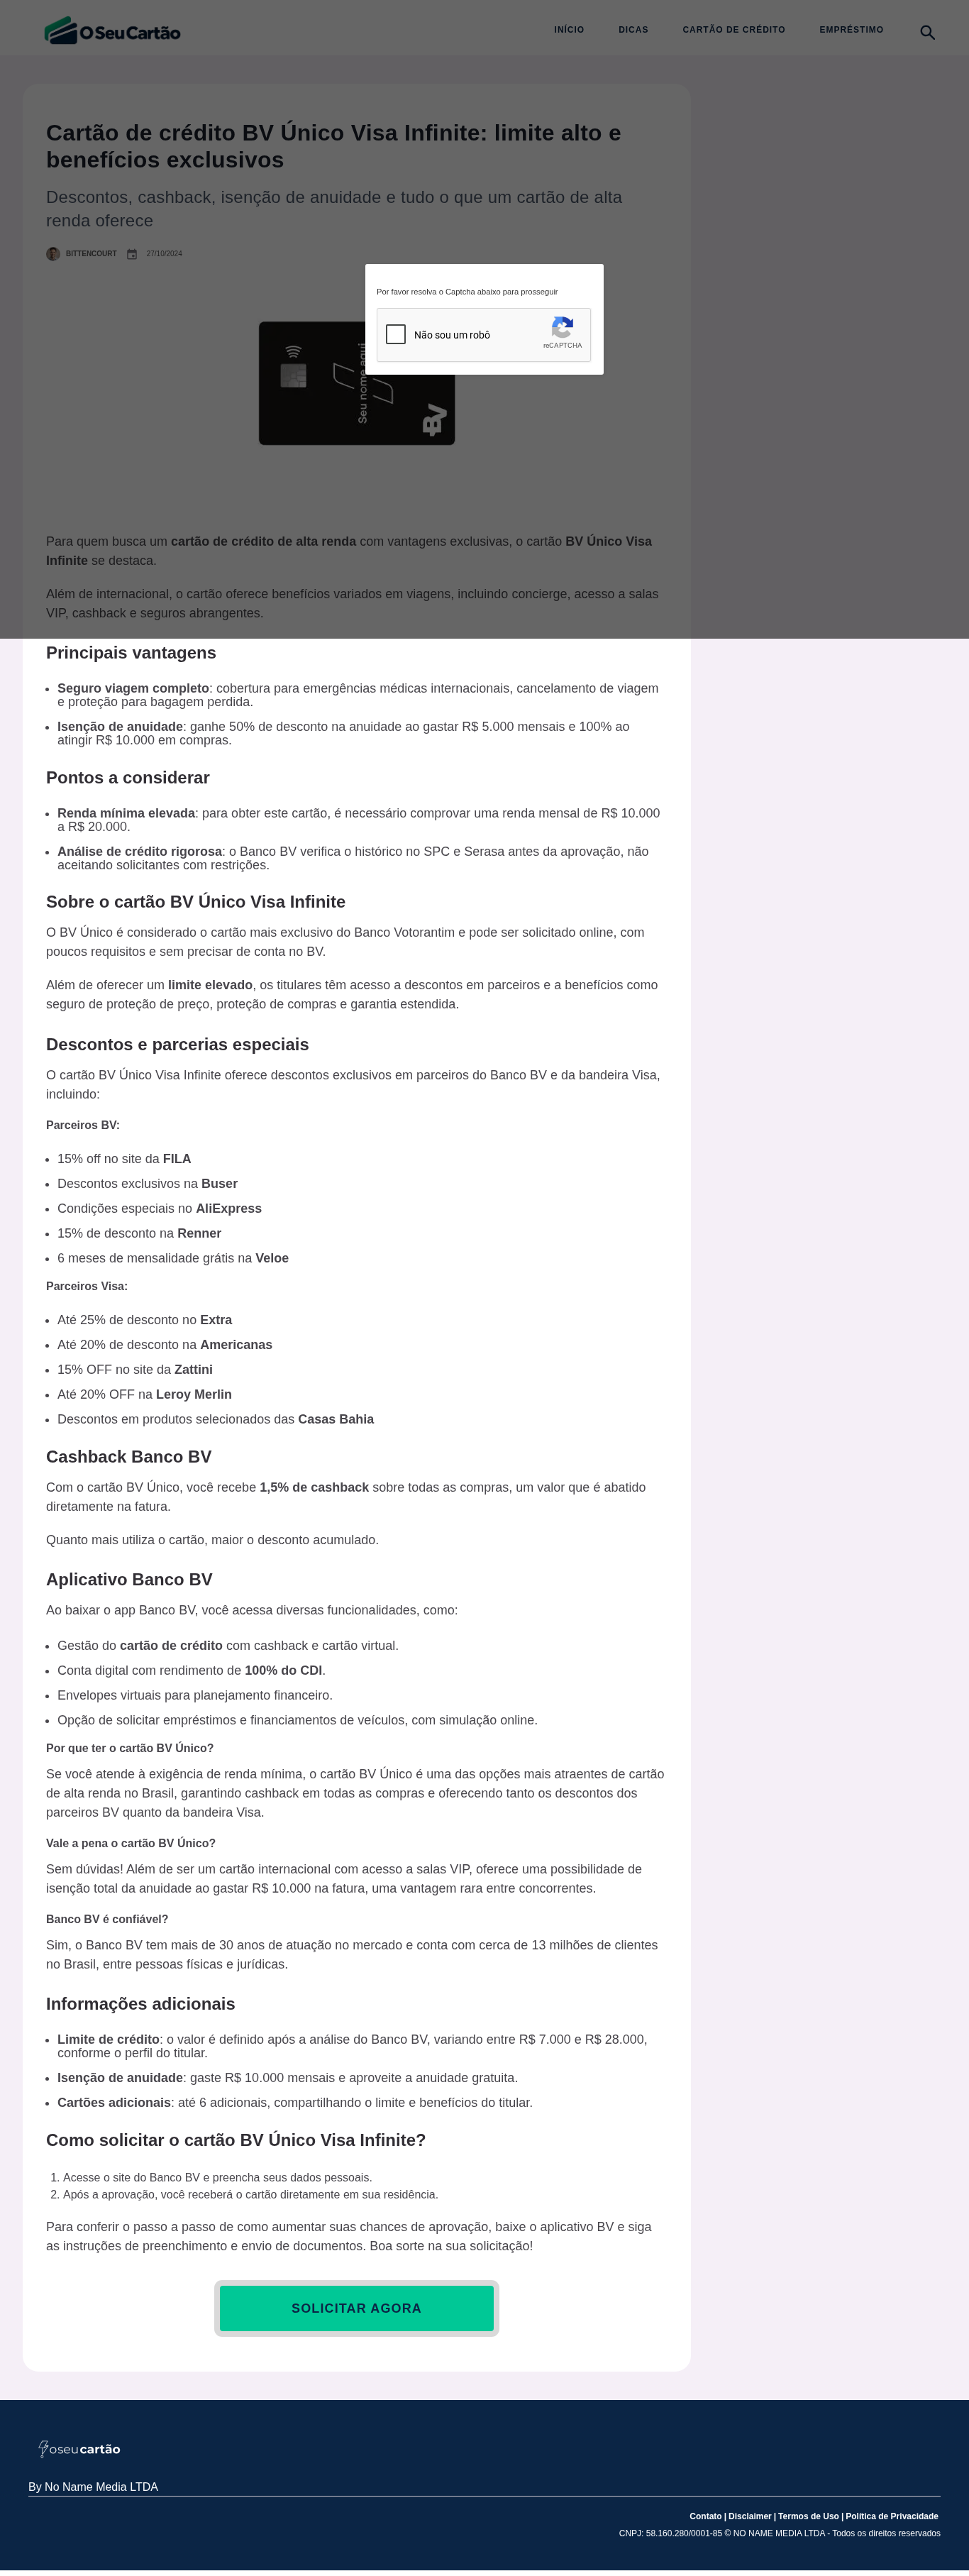 O Seu Cartão
INÍCIO
DICAS
CARTÃO DE CRÉDITO
EMPRÉSTIMO
Cartão de crédito BV Único Visa Infinite: limite alto e
benefícios exclusivos
Descontos, cashback, isenção de anuidade e tudo o que um cartão de alta
renda oferece
BITTENCOURT
27/10/2024
Por favor resolva o Captcha abaixo para prosseguir
Não sou um robô
reCAPTCHA
Seu nome aqui
BV
Para quem busca um cartão de crédito de alta renda com vantagens exclusivas, o cartão BV Único Visa
Infinite se destaca.
Além de internacional, o cartão oferece benefícios variados em viagens, incluindo concierge, acesso a salas
VIP, cashback e seguros abrangentes.
Principais vantagens
Seguro viagem completo: cobertura para emergências médicas internacionais, cancelamento de viagem
e proteção para bagagem perdida.
Isenção de anuidade: ganhe 50% de desconto na anuidade ao gastar R$ 5.000 mensais e 100% ao
atingir R$ 10.000 em compras.
Pontos a considerar
Renda mínima elevada: para obter este cartão, é necessário comprovar uma renda mensal de R$ 10.000
a R$ 20.000.
Análise de crédito rigorosa: o Banco BV verifica o histórico no SPC e Serasa antes da aprovação, não
aceitando solicitantes com restrições.
Sobre o cartão BV Único Visa Infinite
O BV Único é considerado o cartão mais exclusivo do Banco Votorantim e pode ser solicitado online, com
poucos requisitos e sem precisar de conta no BV.
Além de oferecer um limite elevado, os titulares têm acesso a descontos em parceiros e a benefícios como
seguro de proteção de preço, proteção de compras e garantia estendida.
Descontos e parcerias especiais
O cartão BV Único Visa Infinite oferece descontos exclusivos em parceiros do Banco BV e da bandeira Visa,
incluindo:
Parceiros BV:
15% off no site da FILA
Descontos exclusivos na Buser
Condições especiais no AliExpress
15% de desconto na Renner
6 meses de mensalidade grátis na Veloe
Parceiros Visa:
Até 25% de desconto no Extra
Até 20% de desconto na Americanas
15% OFF no site da Zattini
Até 20% OFF na Leroy Merlin
Descontos em produtos selecionados das Casas Bahia
Cashback Banco BV
Com o cartão BV Único, você recebe 1,5% de cashback sobre todas as compras, um valor que é abatido
diretamente na fatura.
Quanto mais utiliza o cartão, maior o desconto acumulado.
Aplicativo Banco BV
Ao baixar o app Banco BV, você acessa diversas funcionalidades, como:
Gestão do cartão de crédito com cashback e cartão virtual.
Conta digital com rendimento de 100% do CDI.
Envelopes virtuais para planejamento financeiro.
Opção de solicitar empréstimos e financiamentos de veículos, com simulação online.
Por que ter o cartão BV Único?
Se você atende à exigência de renda mínima, o cartão BV Único é uma das opções mais atraentes de cartão
de alta renda no Brasil, garantindo cashback em todas as compras e oferecendo tanto os descontos dos
parceiros BV quanto da bandeira Visa.
Vale a pena o cartão BV Único?
Sem dúvidas! Além de ser um cartão internacional com acesso a salas VIP, oferece uma possibilidade de
isenção total da anuidade ao gastar R$ 10.000 na fatura, uma vantagem rara entre concorrentes.
Banco BV é confiável?
Sim, o Banco BV tem mais de 30 anos de atuação no mercado e conta com cerca de 13 milhões de clientes
no Brasil, entre pessoas físicas e jurídicas.
Informações adicionais
Limite de crédito: o valor é definido após a análise do Banco BV, variando entre R$ 7.000 e R$ 28.000,
conforme o perfil do titular.
Isenção de anuidade: gaste R$ 10.000 mensais e aproveite a anuidade gratuita.
Cartões adicionais: até 6 adicionais, compartilhando o limite e benefícios do titular.
Como solicitar o cartão BV Único Visa Infinite?
1. Acesse o site do Banco BV e preencha seus dados pessoais.
2. Após a aprovação, você receberá o cartão diretamente em sua residência.
Para conferir o passo a passo de como aumentar suas chances de aprovação, baixe o aplicativo BV e siga
as instruções de preenchimento e envio de documentos. Boa sorte na sua solicitação!
SOLICITAR AGORA
oseucartão
By No Name Media LTDA
Contato | Disclaimer | Termos de Uso | Política de Privacidade
CNPJ: 58.160.280/0001-85 © NO NAME MEDIA LTDA - Todos os direitos reservados